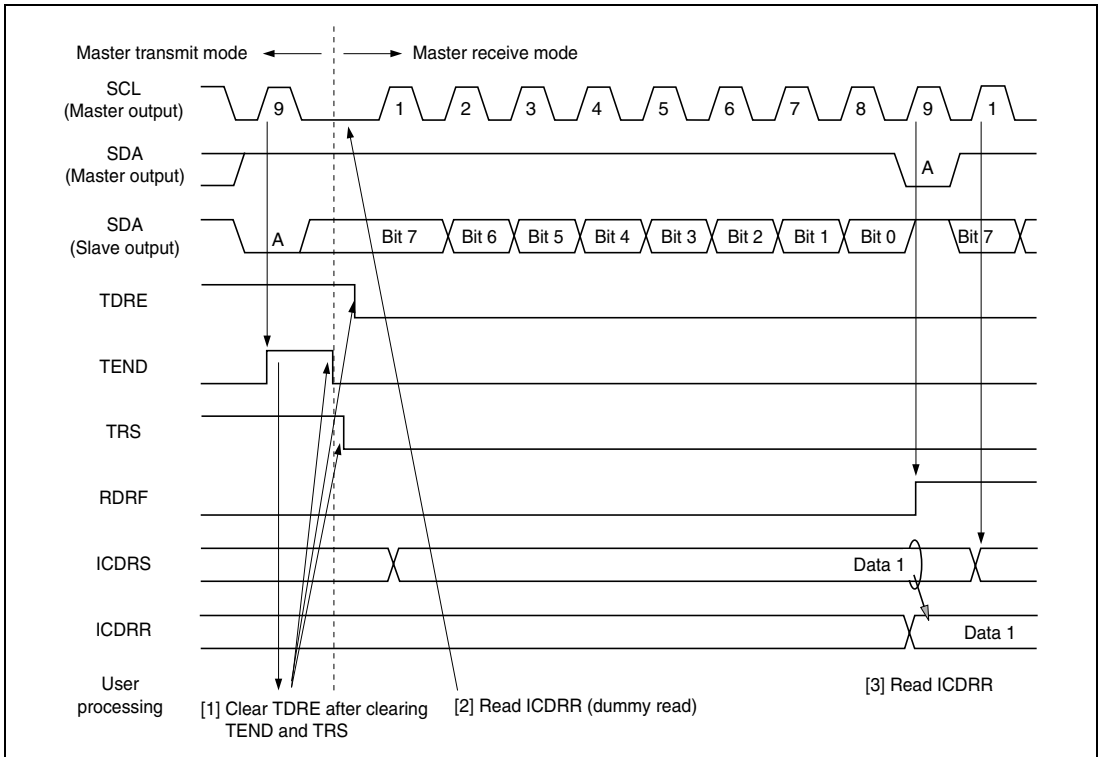 Master transmit mode
Master receive mode
SCL
(Master output)
9
1
2
3
4
5
6
7
8
9
1
SDA
(Master output)
A
SDA
(Slave output)
A
Bit 7
Bit 6
Bit 5
Bit 4
Bit 3
Bit 2
Bit 1
Bit 0
Bit 7
TDRE
TEND
TRS
RDRF
ICDRS
Data 1
ICDRR
Data 1
User
processing
[1] Clear TDRE after clearing
TEND and TRS
[2] Read ICDRR (dummy read)
[3] Read ICDRR